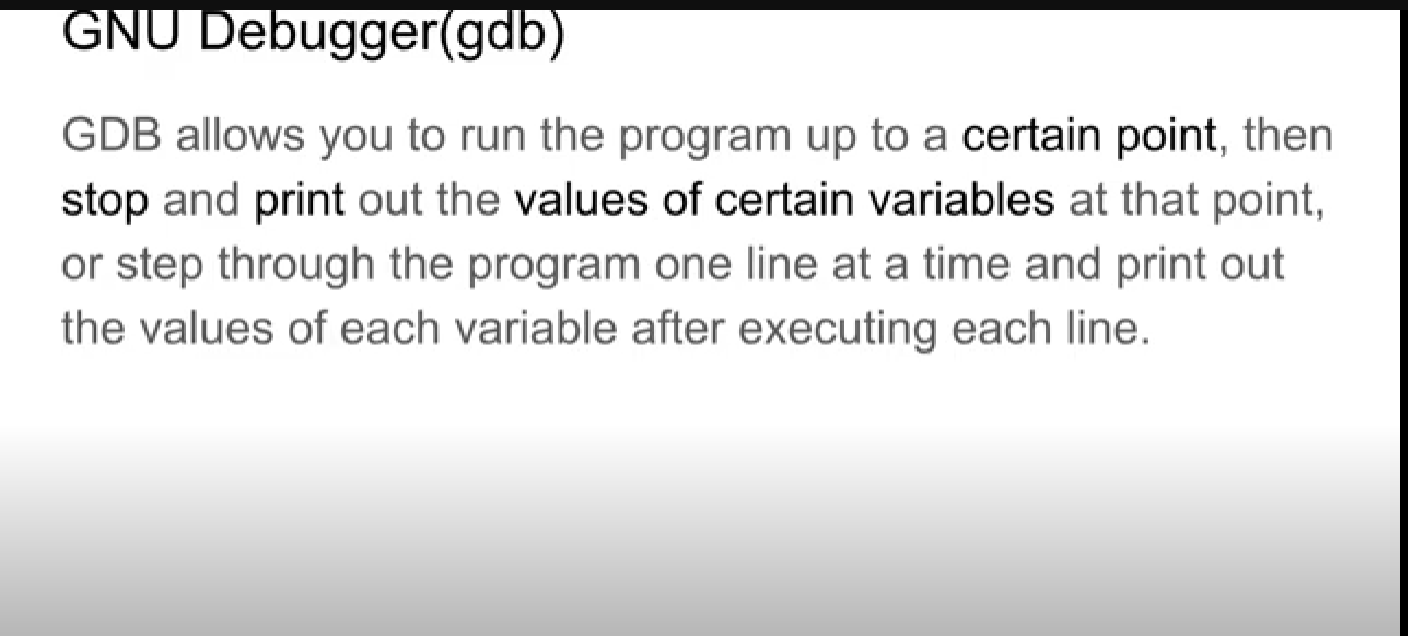 GNU Debugger(gdb)
GDB allows you to run the program up to a certain point, then
stop and print out the values of certain variables at that point,
or step through the program one line at a time and print out
the values of each variable after executing each line.